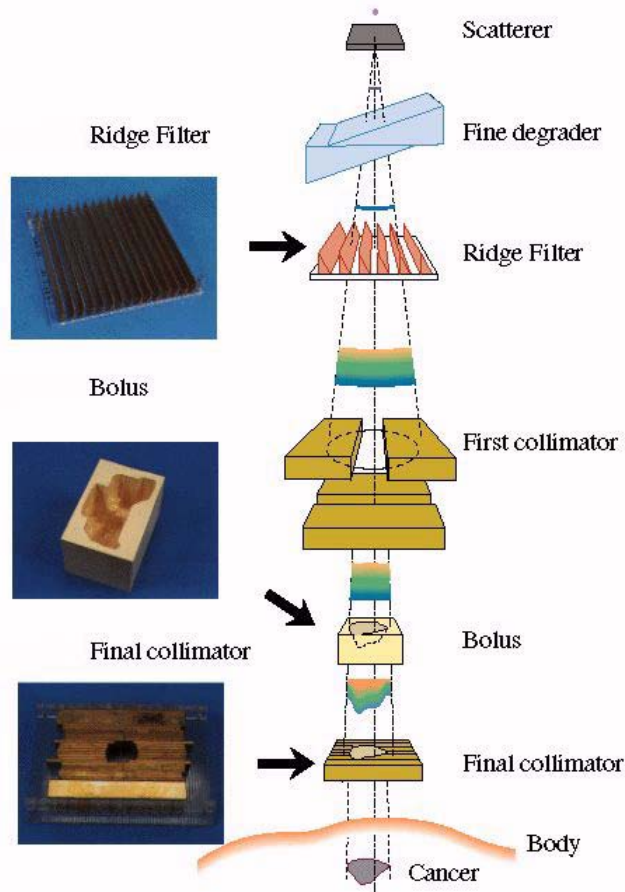 Scatterer
Fine degrader
Ridge Filter
Ridge Filter
Bolus
First collimator
Bolus
Final collimator
Final collimator
Body
Cancer